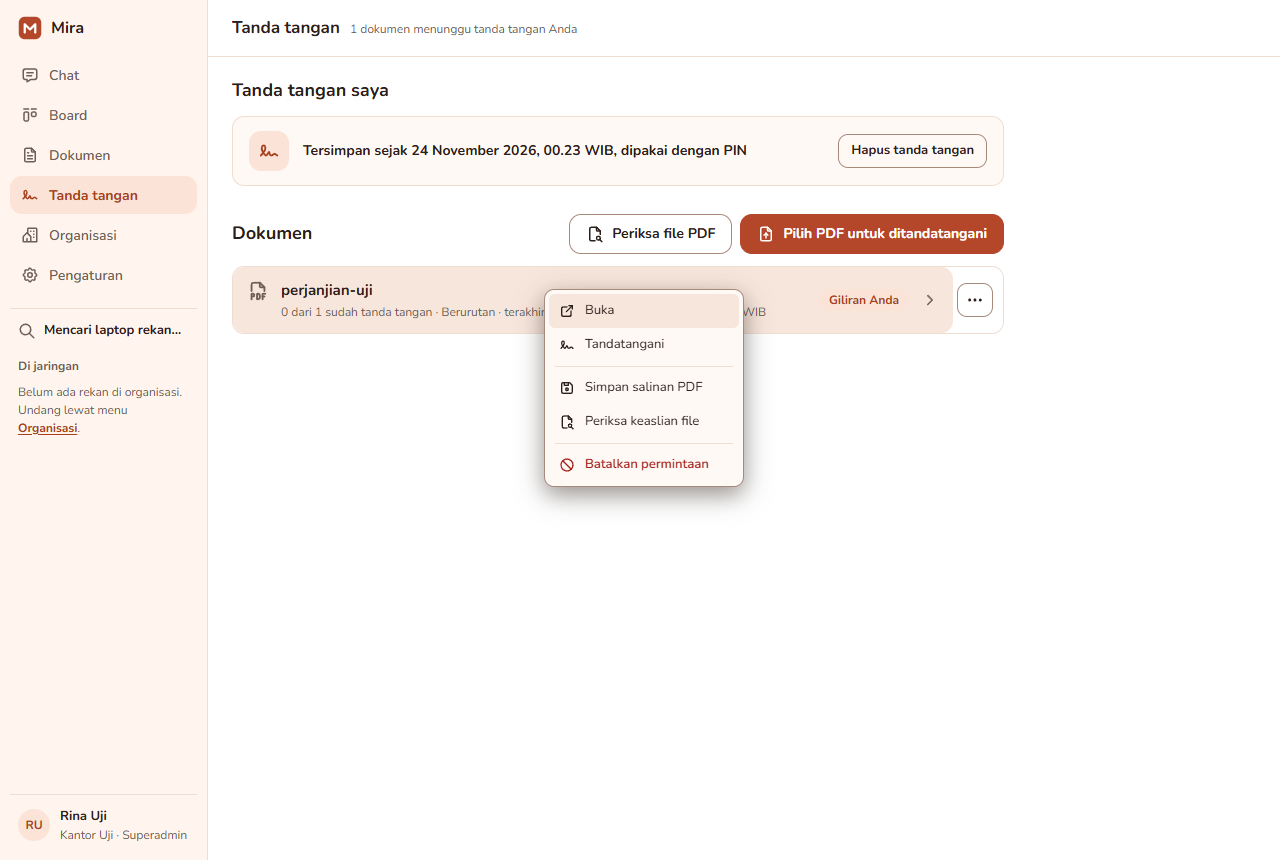 Mira
Chat
Board
Dokumen
Tanda tangan
Organisasi
Pengaturan
Mencari laptop rekan...
Di jaringan
Belum ada rekan di organisasi.
Undang lewat menu
Organisasi.
RU
Rina Uji
Kantor Uji · Superadmin
Tanda tangan
1 dokumen menunggu tanda tangan Anda
Tanda tangan saya
Tersimpan sejak 24 November 2026, 00.23 WIB, dipakai dengan PIN
Hapus tanda tangan
Dokumen
Periksa file PDF
Pilih PDF untuk ditandatangani
PDF
perjanjian-uji
0 dari 1 sudah tanda tangan · Berurutan ·
WIB
Giliran Anda
Buka
Tandatangani
Simpan salinan PDF
Periksa keaslian file
Batalkan permintaan